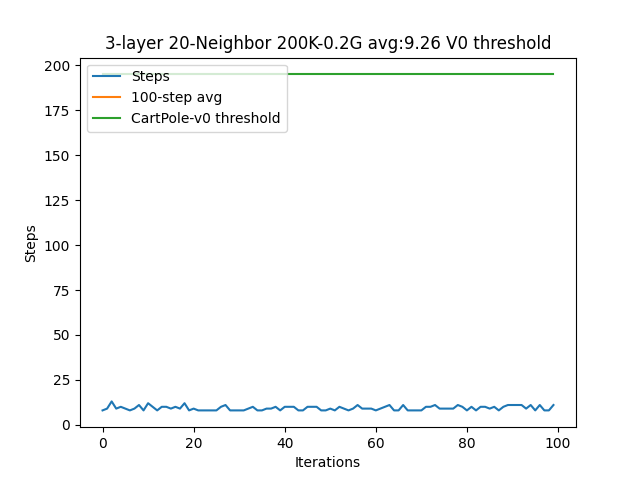 3-layer 20-Neighbor 200K-0.2G avg:9.26 V0 threshold
200
175
150
125
100
75
50
25
0
Steps
Steps
100-step avg
CartPole-v0 threshold
0 20 40 60 80 100
Iterations